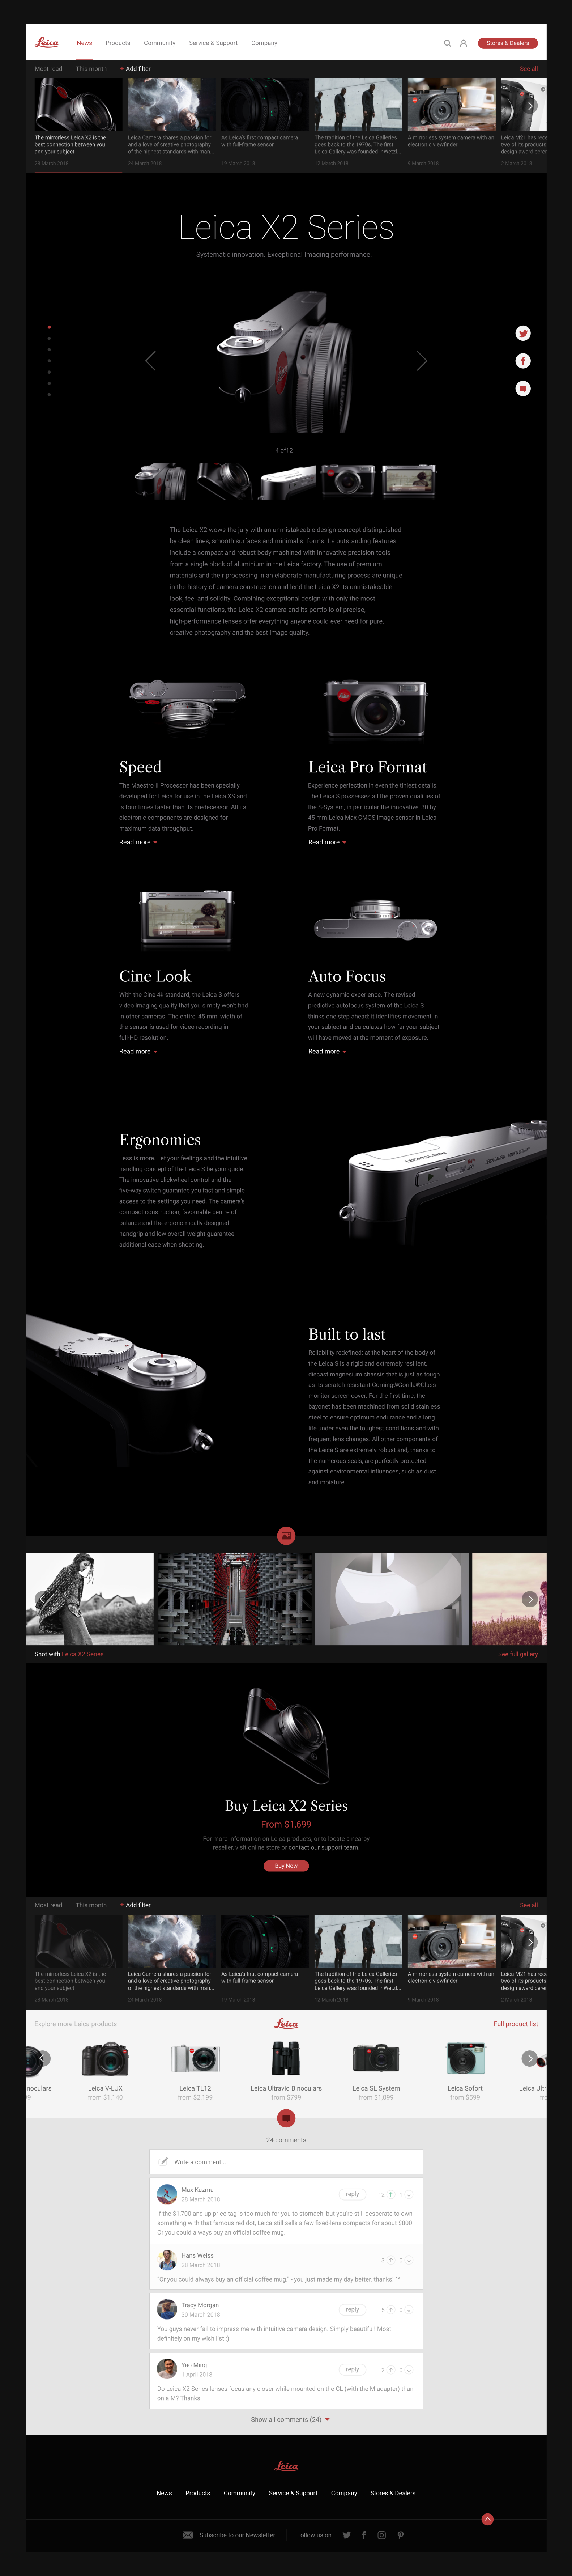 Leica News Products Community Service & Support Company Stores & Dealers
Most read This month + Add filter See all
The mirrorless Leica X2 is the
best connection between you
and your subject
28 March 2018
Leica Camera shares a passion for
and a love of creative photography
of the highest standards with man...
24 March 2018
As Leica's first compact camera
with full-frame sensor
19 March 2018
The tradition of the Leica Galleries
goes back to the 1970s. The first
Leica Gallery was founded inWetzl...
12 March 2018
A mirrorless system camera with an
electronic viewfinder
9 March 2018
Leica M21 has rece
two of its products
design award cerer
2 March 2018
Leica X2 Series
Systematic innovation. Exceptional Imaging performance.
4 of12
The Leica X2 wows the jury with an unmistakeable design concept distinguished
by clean lines, smooth surfaces and minimalist forms. Its outstanding features
include a compact and robust body machined with innovative precision tools
from a single block of aluminium in the Leica factory. The use of premium
materials and their processing in an elaborate manufacturing process are unique
in the history of camera construction and lend the Leica X2 its unmistakeable
look, feel and solidity. Combining exceptional design with only the most
essential functions, the Leica X2 camera and its portfolio of precise,
high-performance lenses offer everything anyone could ever need for pure,
creative photography and the best image quality.
Speed
The Maestro II Processor has been specially
developed for Leica for use in the Leica XS and
is four times faster than its predecessor. All its
electronic components are designed for
maximum data throughput.
Read more
Leica Pro Format
Experience perfection in even the tiniest details.
The Leica S possesses all the proven qualities of
the S-System, in particular the innovative, 30 by
45 mm Leica Max CMOS image sensor in Leica
Pro Format.
Read more
Cine Look
With the Cine 4k standard, the Leica S offers
video imaging quality that you simply won't find
in other cameras. The entire, 45 mm, width of
the sensor is used for video recording in
full-HD resolution.
Read more
Auto Focus
A new dynamic experience. The revised
predictive autofocus system of the Leica S
thinks one step ahead: it identifies movement in
your subject and calculates how far your subject
will have moved at the moment of exposure.
Read more
Ergonomics
Less is more. Let your feelings and the intuitive
handling concept of the Leica S be your guide.
The innovative clickwheel control and the
five-way switch guarantee you fast and simple
access to the settings you need. The camera's
compact construction, favourable centre of
balance and the ergonomically designed
handgrip and low overall weight guarantee
additional ease when shooting.
Built to last
Reliability redefined: at the heart of the body of
the Leica S is a rigid and extremely resilient,
diecast magnesium chassis that is just as tough
as its scratch-resistant Corning®Gorilla®Glass
monitor screen cover. For the first time, the
bayonet has been machined from solid stainless
steel to ensure optimum endurance and a long
life under even the toughest conditions and with
frequent lens changes. All other components of
the Leica S are extremely robust and, thanks to
the numerous seals, are perfectly protected
against environmental influences, such as dust
and moisture.
Shot with Leica X2 Series See full gallery
Buy Leica X2 Series
From $1,699
For more information on Leica products, or to locate a nearby
reseller, visit online store or contact our support team
Buy Now
Most read This month + Add filter See all
The mirrorless Leica X2 is the
best connection between you
and your subject
28 March 2018
Leica Camera shares a passion for
and a love of creative photography
of the highest standards with man...
24 March 2018
As Leica's first compact camera
with full-frame sensor
19 March 2018
The tradition of the Leica Galleries
goes back to the 1970s. The first
Leica Gallery was founded inWetzl...
12 March 2018
A mirrorless system camera with an
electronic viewfinder
9 March 2018
Leica M21 has rece
two of its products
design award cerer
2 March 2018
Explore more Leica products Leica Full product list
noculars Leica V-LUX Leica TL12 Leica Ultravid Binoculars Leica SL System Leica Sofort Leica Ultr
from $1,140 from $2,199 from $799 from $1,099 from $599
24 comments
Write a comment...
Max Kuzma
28 March 2018
reply 12 1
If the $1,700 and up price tag is too much for you to stomach, but you're still desperate to own
something with that famous red dot, Leica still sells a few fixed-lens compacts for about $800.
Or you could always buy an official coffee mug.
Hans Weiss
28 March 2018
3 0
"Or you could always buy an official coffee mug." - you just made my day better. thanks! ^^
Tracy Morgan
30 March 2018
reply 5 0
You guys never fail to impress me with intuitive camera design. Simply beautiful! Most
definitely on my wish list :)
Yao Ming
1 April 2018
reply 2 0
Do Leica X2 Series lenses focus any closer while mounted on the CL (with the M adapter) than
on a M? Thanks!
Show all comments (24)
Leica
News Products Community Service & Support Company Stores & Dealers
Subscribe to our Newsletter Follow us on